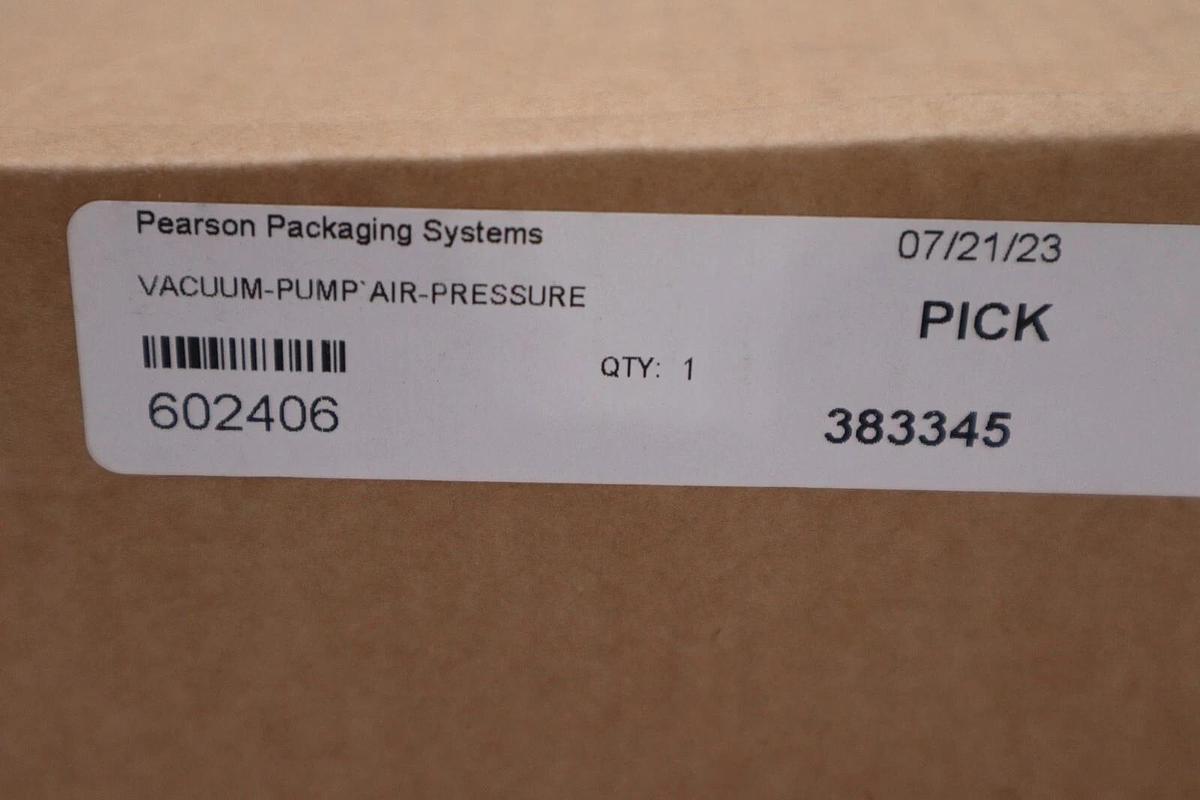 Pearson Packaging Systems
07/21/23
VACUUM-PUMP`AIR-PRESSURE
PICK
QTY: 1
602406
383345